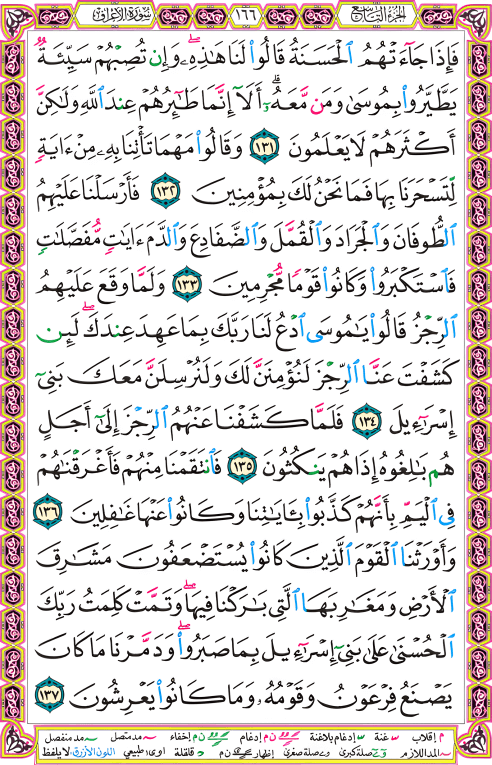 الجزء التاسع ١٦٦ سورة الأعراف
فَإِذَا جَآءَتْهُمُ ٱلْحَسَنَةُ قَالُوا۟ لَنَا هَٰذِهِۦ ۖ وَإِن تُصِبْهُمْ سَيِّئَةٌ
يَطَّيَّرُوا۟ بِمُوسَىٰ وَمَن مَّعَهُۥٓ ۗ أَلَآ إِنَّمَا طَٰٓئِرُهُمْ عِندَ ٱللَّهِ وَلَٰكِنَّ
أَكْثَرَهُمْ لَا يَعْلَمُونَ ١٣١ وَقَالُوا۟ مَهْمَا تَأْتِنَا بِهِۦ مِنْ ءَايَةٍ
لِّتَسْحَرَنَا بِهَا فَمَا نَحْنُ لَكَ بِمُؤْمِنِينَ ١٣٢ فَأَرْسَلْنَا عَلَيْهِمُ
ٱلطُّوفَانَ وَٱلْجَرَادَ وَٱلْقُمَّلَ وَٱلضَّفَادِعَ وَٱلدَّمَ ءَايَٰتٍ مُّفَصَّلَٰتٍ
فَٱسْتَكْبَرُوا۟ وَكَانُوا۟ قَوْمًا مُّجْرِمِينَ ١٣٣ وَلَمَّا وَقَعَ عَلَيْهِمُ
ٱلرِّجْزُ قَالُوا۟ يَٰمُوسَى ٱدْعُ لَنَا رَبَّكَ بِمَا عَهِدَ عِندَكَ ۖ لَئِن
كَشَفْتَ عَنَّا ٱلرِّجْزَ لَنُؤْمِنَنَّ لَكَ وَلَنُرْسِلَنَّ مَعَكَ بَنِىٓ
إِسْرَٰٓءِيلَ ١٣٤ فَلَمَّا كَشَفْنَا عَنْهُمُ ٱلرِّجْزَ إِلَىٰٓ أَجَلٍ
هُم بَٰلِغُوهُ إِذَا هُمْ يَنكُثُونَ ١٣٥ فَٱنتَقَمْنَا مِنْهُمْ فَأَغْرَقْنَٰهُمْ
فِى ٱلْيَمِّ بِأَنَّهُمْ كَذَّبُوا۟ بِـَٔايَٰتِنَا وَكَانُوا۟ عَنْهَا غَٰفِلِينَ ١٣٦
وَأَوْرَثْنَا ٱلْقَوْمَ ٱلَّذِينَ كَانُوا۟ يُسْتَضْعَفُونَ مَشَٰرِقَ
ٱلْأَرْضِ وَمَغَٰرِبَهَا ٱلَّتِى بَٰرَكْنَا فِيهَا ۖ وَتَمَّتْ كَلِمَتُ رَبِّكَ
ٱلْحُسْنَىٰ عَلَىٰ بَنِىٓ إِسْرَٰٓءِيلَ بِمَا صَبَرُوا۟ ۖ وَدَمَّرْنَا مَا كَانَ
يَصْنَعُ فِرْعَوْنُ وَقَوْمُهُۥ وَمَا كَانُوا۟ يَعْرِشُونَ ١٣٧
م إقلاب غنة إدغام بلاغنة ن م إدغام ن م إخفاء مد متصل مد منفصل
المد اللازم صلة كبرى صلة صغرى إظهار قلقلة طبيعي اللون الأزرق لا يلفظ